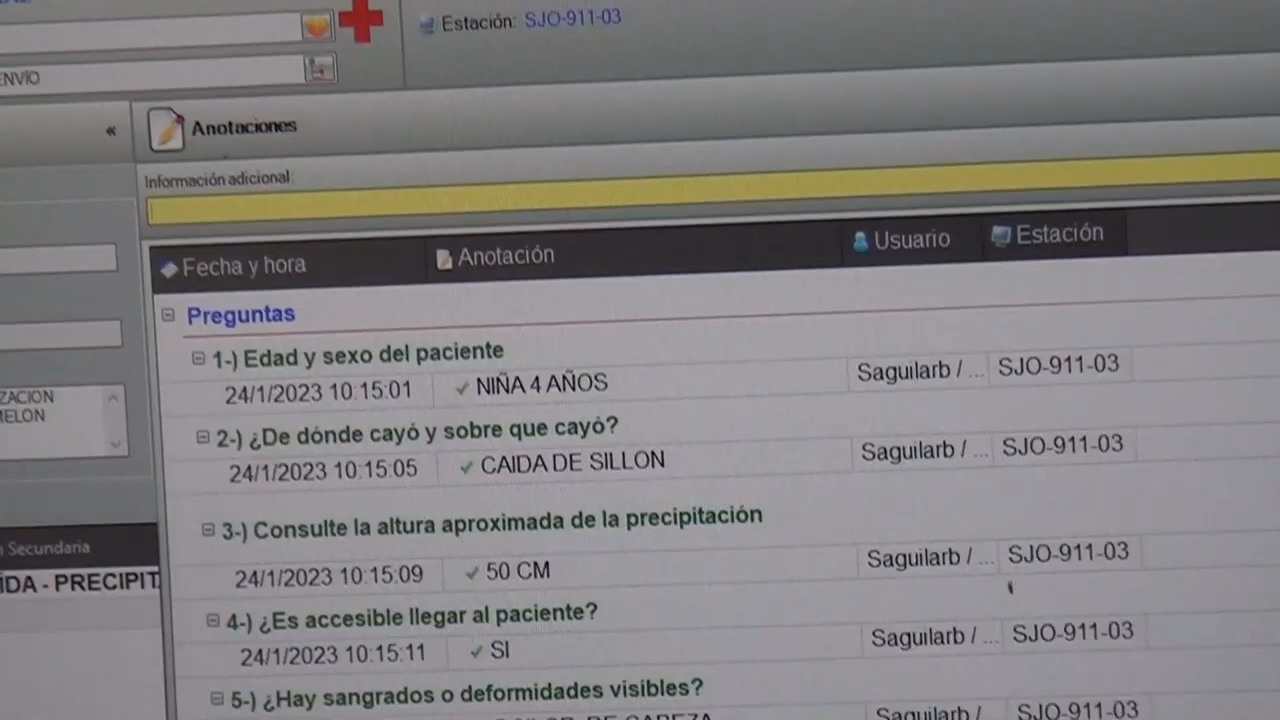 Estación: SJO-911-03
ENVÍO
«
Anotaciones
Información adicional
Fecha y hora Anotación Usuario Estación
Preguntas
1-) Edad y sexo del paciente
24/1/2023 10:15:01 NIÑA 4 AÑOS Saguilarb / ... SJO-911-03
2-) ¿De dónde cayó y sobre que cayó?
24/1/2023 10:15:05 CAIDA DE SILLON Saguilarb / ... SJO-911-03
3-) Consulte la altura aproximada de la precipitación
24/1/2023 10:15:09 50 CM Saguilarb / ... SJO-911-03
4-) ¿Es accesible llegar al paciente?
24/1/2023 10:15:11 SI Saguilarb / ... SJO-911-03
5-) ¿Hay sangrados o deformidades visibles?
DE CABEZA Saguilarb / SJO-911-03
ZACION
MELON
Secundaria
IDA - PRECIPIT